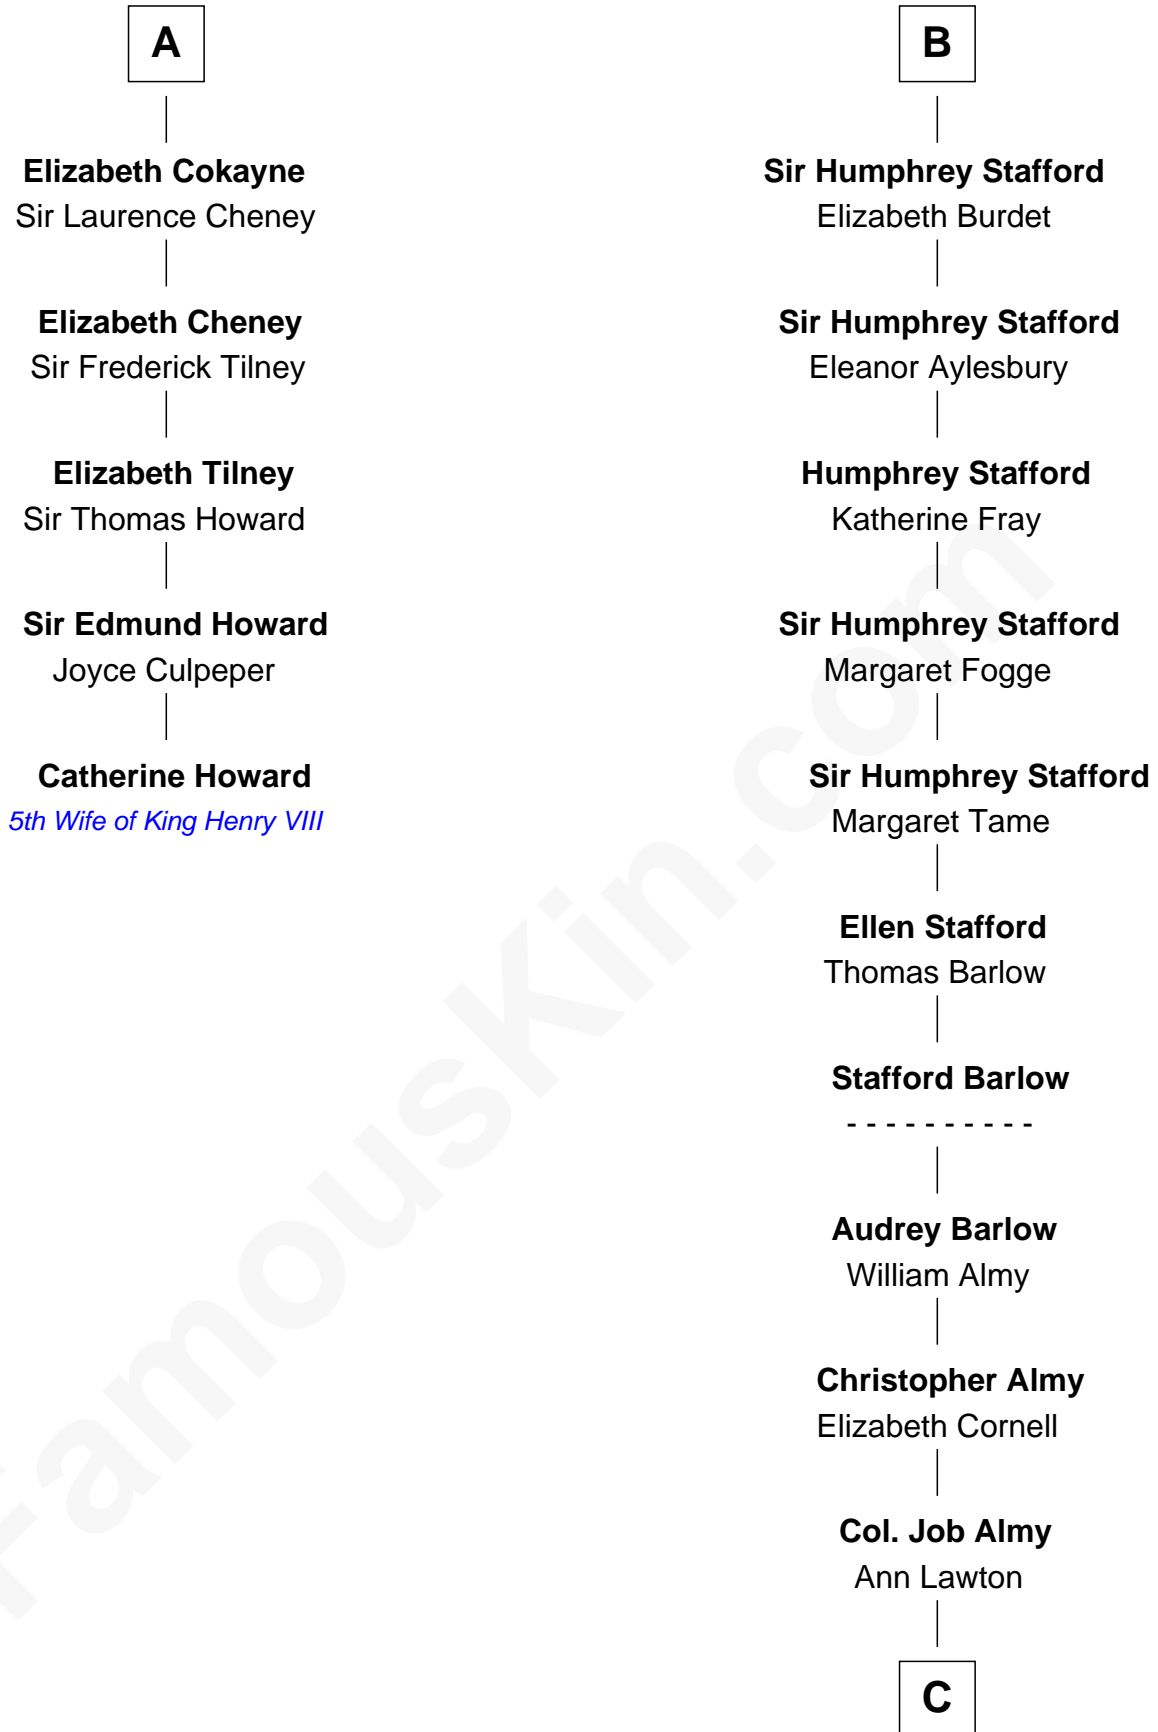 A
Elizabeth Cokayne
Sir Laurence Cheney
Elizabeth Cheney
Sir Frederick Tilney
Elizabeth Tilney
Sir Thomas Howard
Sir Edmund Howard
Joyce Culpeper
Catherine Howard
5th Wife of King Henry VIII
B
Sir Humphrey Stafford
Elizabeth Burdet
Sir Humphrey Stafford
Eleanor Aylesbury
Humphrey Stafford
Katherine Fray
Sir Humphrey Stafford
Margaret Fogge
Sir Humphrey Stafford
Margaret Tame
Ellen Stafford
Thomas Barlow
Stafford Barlow
- - - - - - - - - -
Audrey Barlow
William Almy
Christopher Almy
Elizabeth Cornell
Col. Job Almy
Ann Lawton
C
FamousKin.com